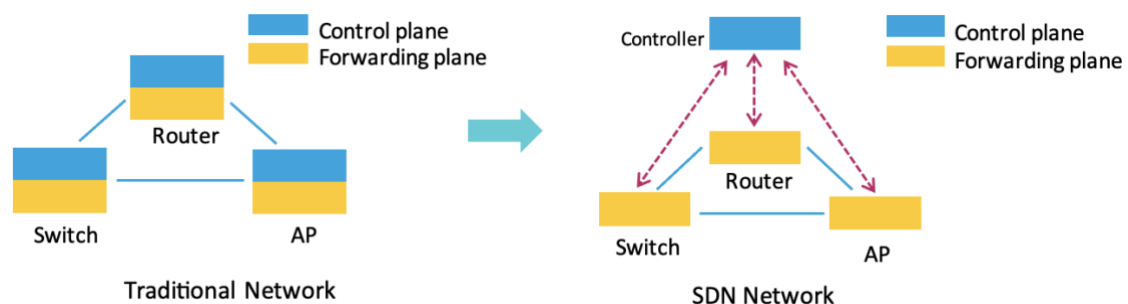 Control plane
Forwarding plane
Router
Switch
AP
Traditional Network
Controller
Control plane
Forwarding plane
Router
Switch
AP
SDN Network